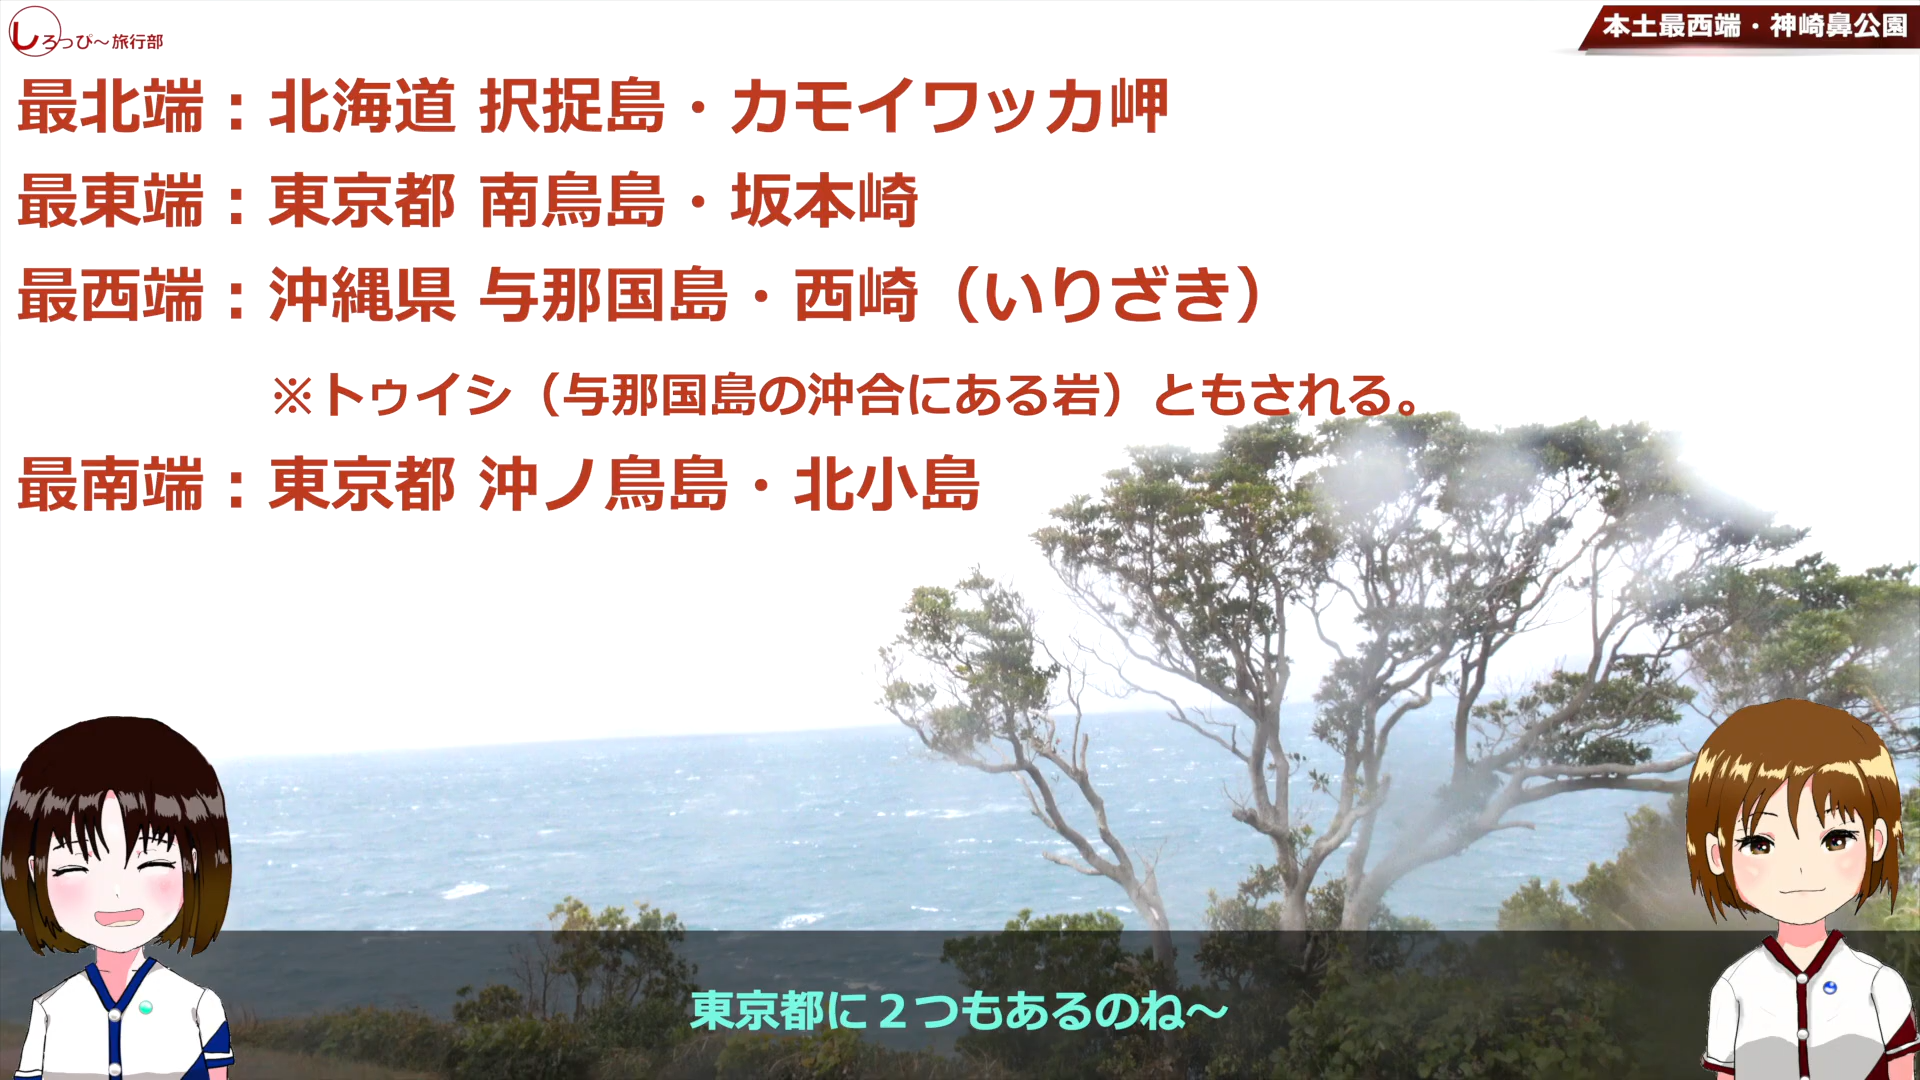 しろっぴ～旅行部
本土最西端・神崎鼻公園
最北端：北海道 択捉島・カモイワッカ岬
最東端：東京都 南鳥島・坂本崎
最西端：沖縄県 与那国島・西崎（いりざき）
※トゥイシ（与那国島の沖合にある岩）ともされる。
最南端：東京都 沖ノ鳥島・北小島
東京都に２つもあるのね～